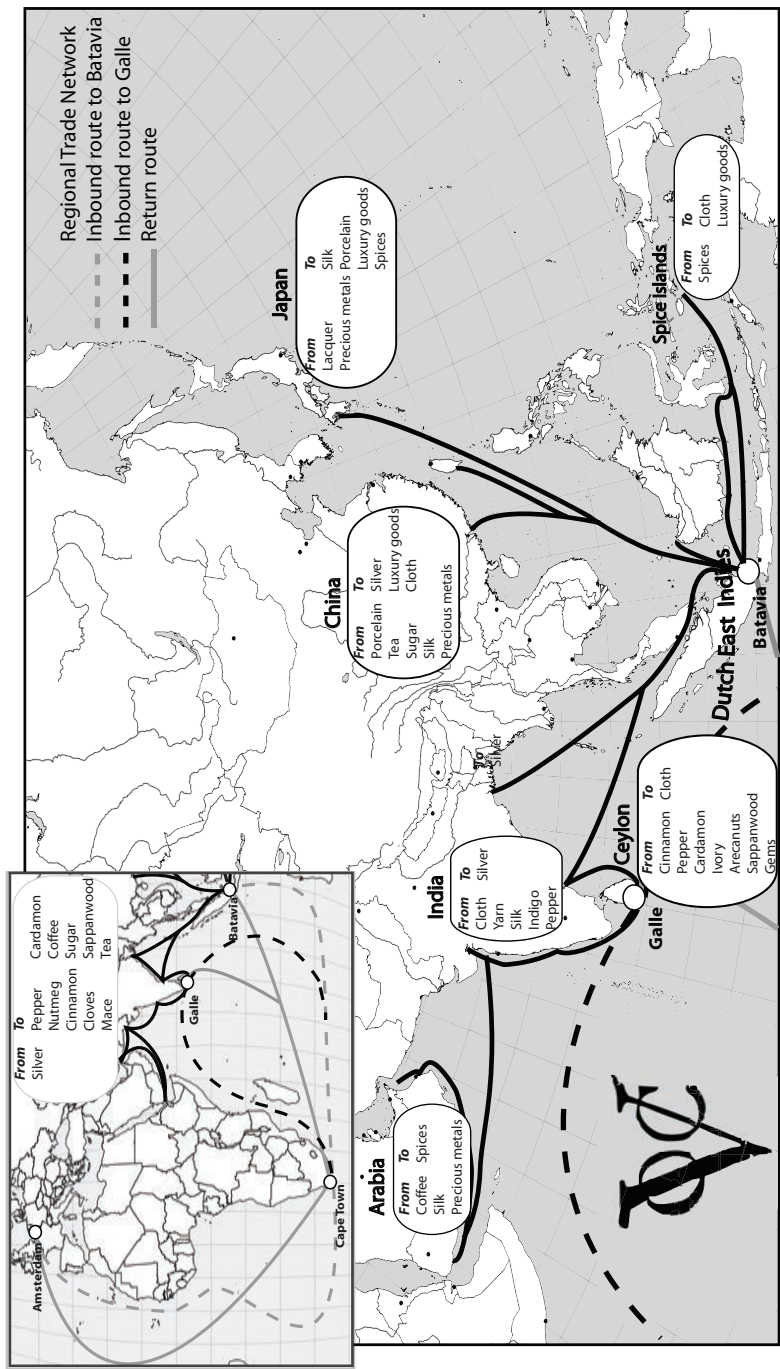 Regional Trade Network
Inbound route to Batavia
Inbound route to Galle
Return route
Amsterdam
Cape Town
Galle
Batavia
From To
Silver Pepper Cardamon
Nutmeg Coffee
Cinnamon Sugar
Cloves Sappanwood
Mace Tea
Japan
From To
Lacquer Silk
Precious metals Porcelain
Luxury goods
Spices
China
From To
Porcelain Silver
Tea Luxury goods
Sugar Cloth
Silk
Precious metals
Spice Islands
From To
Spices Cloth
Luxury goods
To
Silver
India
From To
Cloth Silver
Yarn
Silk
Indigo
Pepper
Arabia
From To
Coffee Spices
Silk
Precious metals
Ceylon
From To
Cinnamon Cloth
Pepper
Cardamon
Ivory
Arecanuts
Sappanwood
Gems
Galle
Dutch East Indies
Batavia
VOC